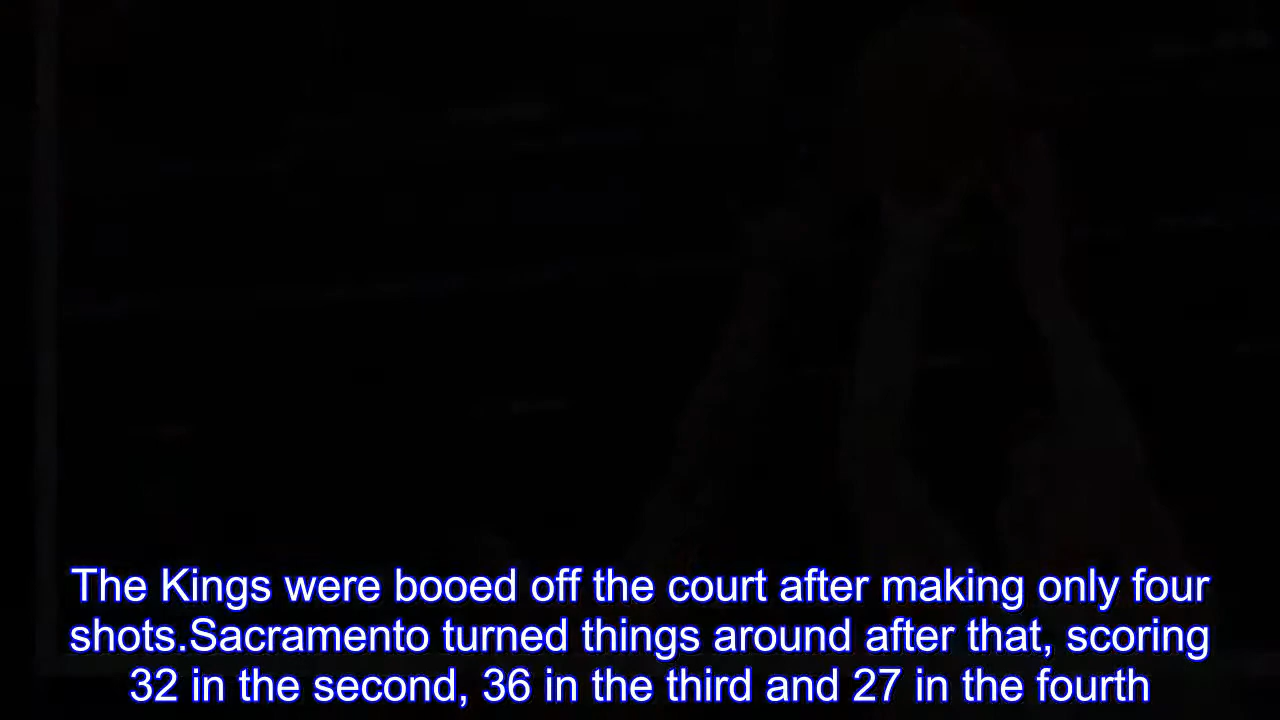 The Kings were booed off the court after making only four
shots.Sacramento turned things around after that, scoring
32 in the second, 36 in the third and 27 in the fourth